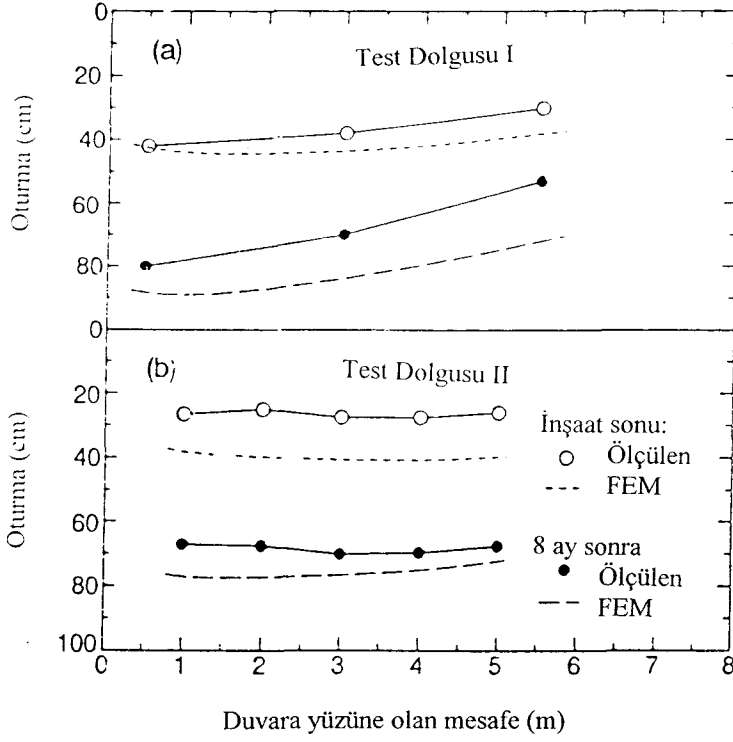 0
(a)
Test Dolgusu I
20
40
60
80
Oturma (cm)
0
(b)
Test Dolgusu II
20
40
60
80
100
Oturma (cm)
İnşaat sonu:
Ölçülen
FEM
8 ay sonra
Ölçülen
FEM
0 1 2 3 4 5 6 7 8
Duvara yüzüne olan mesafe (m)